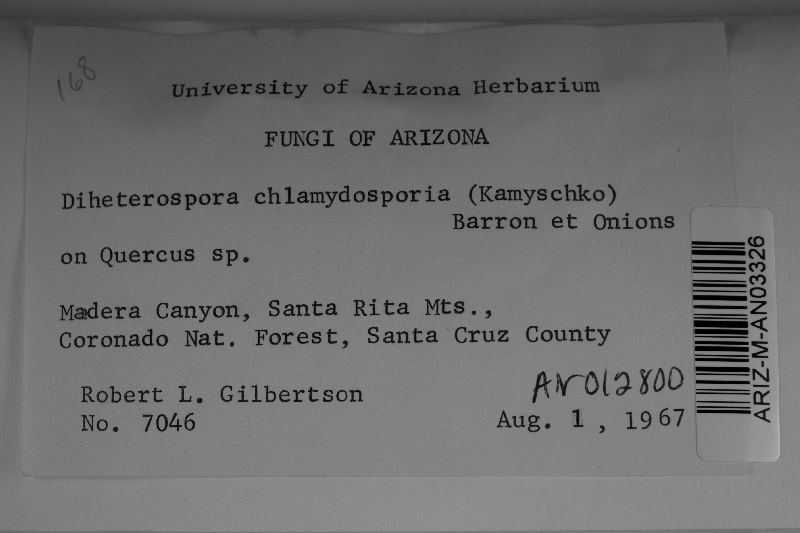 168
University of Arizona Herbarium
FUNGI OF ARIZONA
Diheterospora chlamydosporia (Kamyschko)
Barron et Onions
on Quercus sp.
Madera Canyon, Santa Rita Mts.,
Coronado Nat. Forest, Santa Cruz County
Robert L. Gilbertson
AN012800
No. 7046
Aug. 1 , 1967
ARIZ-M-AN03326